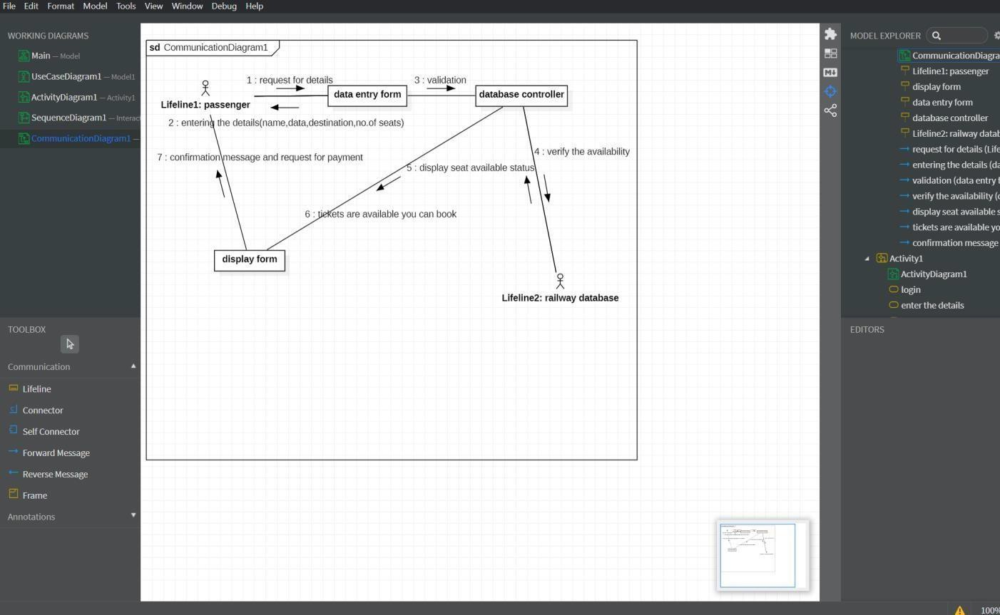 File Edit Format Model Tools View Window Debug Help
WORKING DIAGRAMS
Main — Model
UseCaseDiagram1 — Model1
ActivityDiagram1 — Activity1
SequenceDiagram1 — Interac
CommunicationDiagram1 —
TOOLBOX
Communication
Lifeline
Connector
Self Connector
Forward Message
Reverse Message
Frame
Annotations
sd CommunicationDiagram1
1 : request for details
3 : validation
data entry form
database controller
Lifeline1: passenger
2 : entering the details(name,data,destination,no.of seats)
7 : confirmation message and request for payment
4 : verify the availability
5 : display seat available status
6 : tickets are available you can book
display form
Lifeline2: railway database
MODEL EXPLORER
CommunicationDiagra
Lifeline1: passenger
display form
data entry form
database controller
Lifeline2: railway datab
request for details (Life
entering the details (da
validation (data entry f
verify the availability (d
display seat available s
tickets are available yo
confirmation message
Activity1
ActivityDiagram1
login
enter the details
EDITORS
M
100%